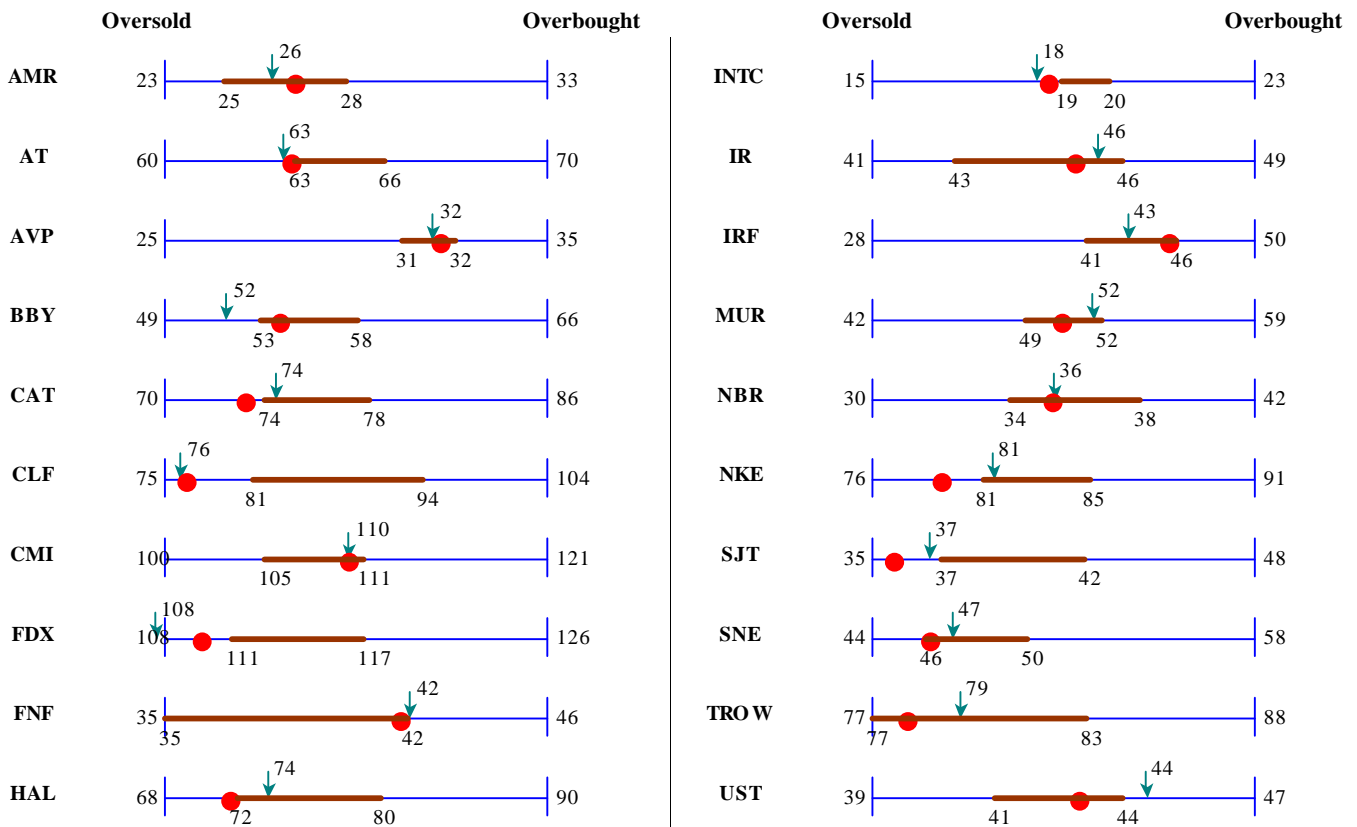 Oversold Overbought Oversold Overbought
26 18
AMR 23 33 INTC 15 23
25 28 19 20
63 46
AT 60 70 IR 41 49
63 66 43 46
32 43
AVP 25 35 IRF 28 50
31 32 41 46
52 52
BBY 49 66 MUR 42 59
53 58 49 52
74 36
CAT 70 86 NBR 30 42
74 78 34 38
76 81
CLF 75 104 NKE 76 91
81 94 81 85
110 37
CMI 100 121 SJT 35 48
105 111 37 42
108 47
FDX 108 126 SNE 44 58
111 117 46 50
42 79
FNF 35 46 TROW 77 88
35 42 77 83
74 44
HAL 68 90 UST 39 47
72 80 41 44